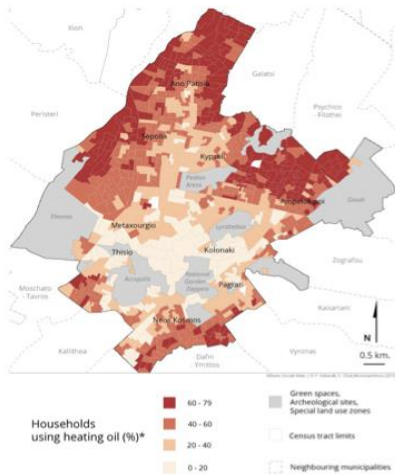 Xion
Galatsi
Ano Patisia
Peristeri
Psychico
-Filothei
Sepolia
Kypseli
Pedion
Areos
Ampelokipoi
Goudi
Eleonas
Metaxourgio
Lycabettus
Zografou
Thisio
Kolonaki
Acropolis
National
Garden
Zappeio
Moschato
-Tavros
Pagrati
Kaisariani
Neos Kosmos
N
0.5 km.
Kallithea
Dafni
-Ymittos
Vyronas
Households
using heating oil (%)*
60 - 79
40 - 60
20 - 40
0 - 20
Green spaces,
Archeological sites,
Special land use zones
Census tract limits
Neighbouring municipalities